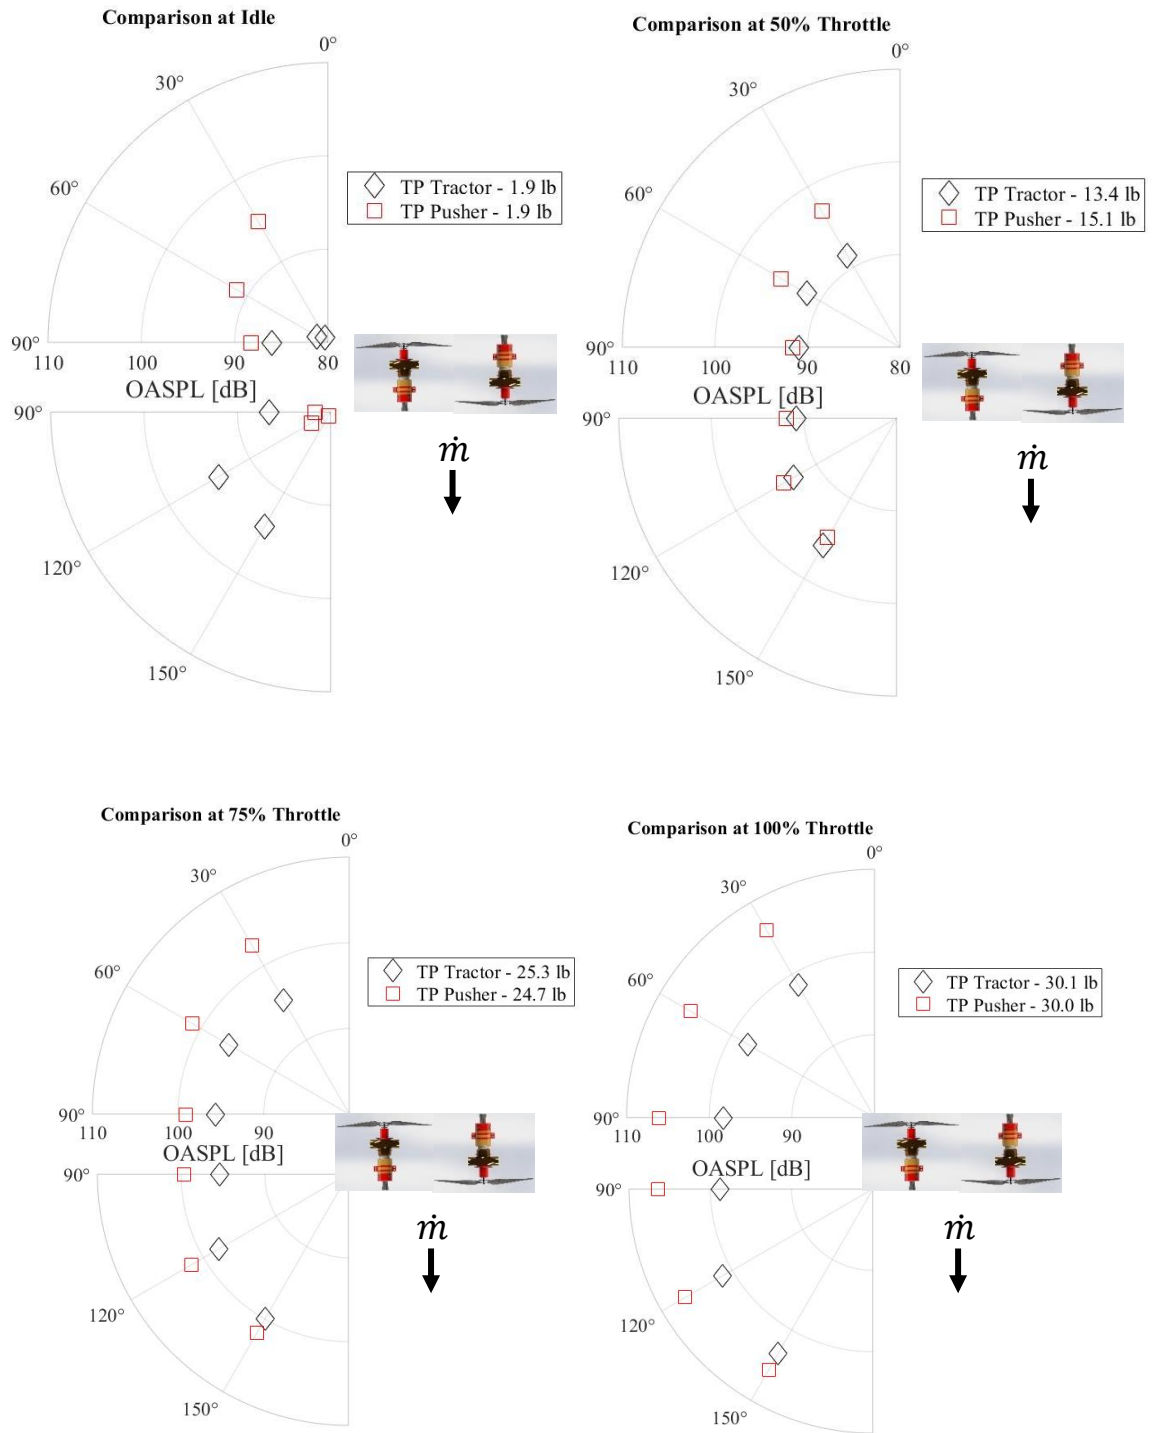 Comparison at Idle
0°
30°
60°
90°
110 100 90 80
OASPL [dB]
90°
120°
150°
TP Tractor - 1.9 lb
TP Pusher - 1.9 lb
ṁ
Comparison at 50% Throttle
0°
30°
60°
90°
110 100 90 80
OASPL [dB]
90°
120°
150°
TP Tractor - 13.4 lb
TP Pusher - 15.1 lb
ṁ
Comparison at 75% Throttle
0°
30°
60°
90°
110 100 90
OASPL [dB]
90°
120°
150°
TP Tractor - 25.3 lb
TP Pusher - 24.7 lb
ṁ
Comparison at 100% Throttle
0°
30°
60°
90°
110 100 90
OASPL [dB]
90°
120°
150°
TP Tractor - 30.1 lb
TP Pusher - 30.0 lb
ṁ